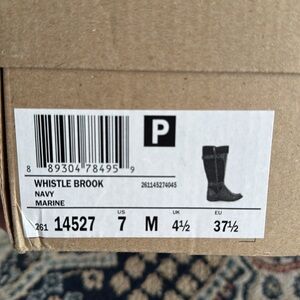 P
8 89304 78495 9
WHISTLE BROOK 261145274045
NAVY
MARINE
US UK EU
261 14527 7 M 4½ 37½